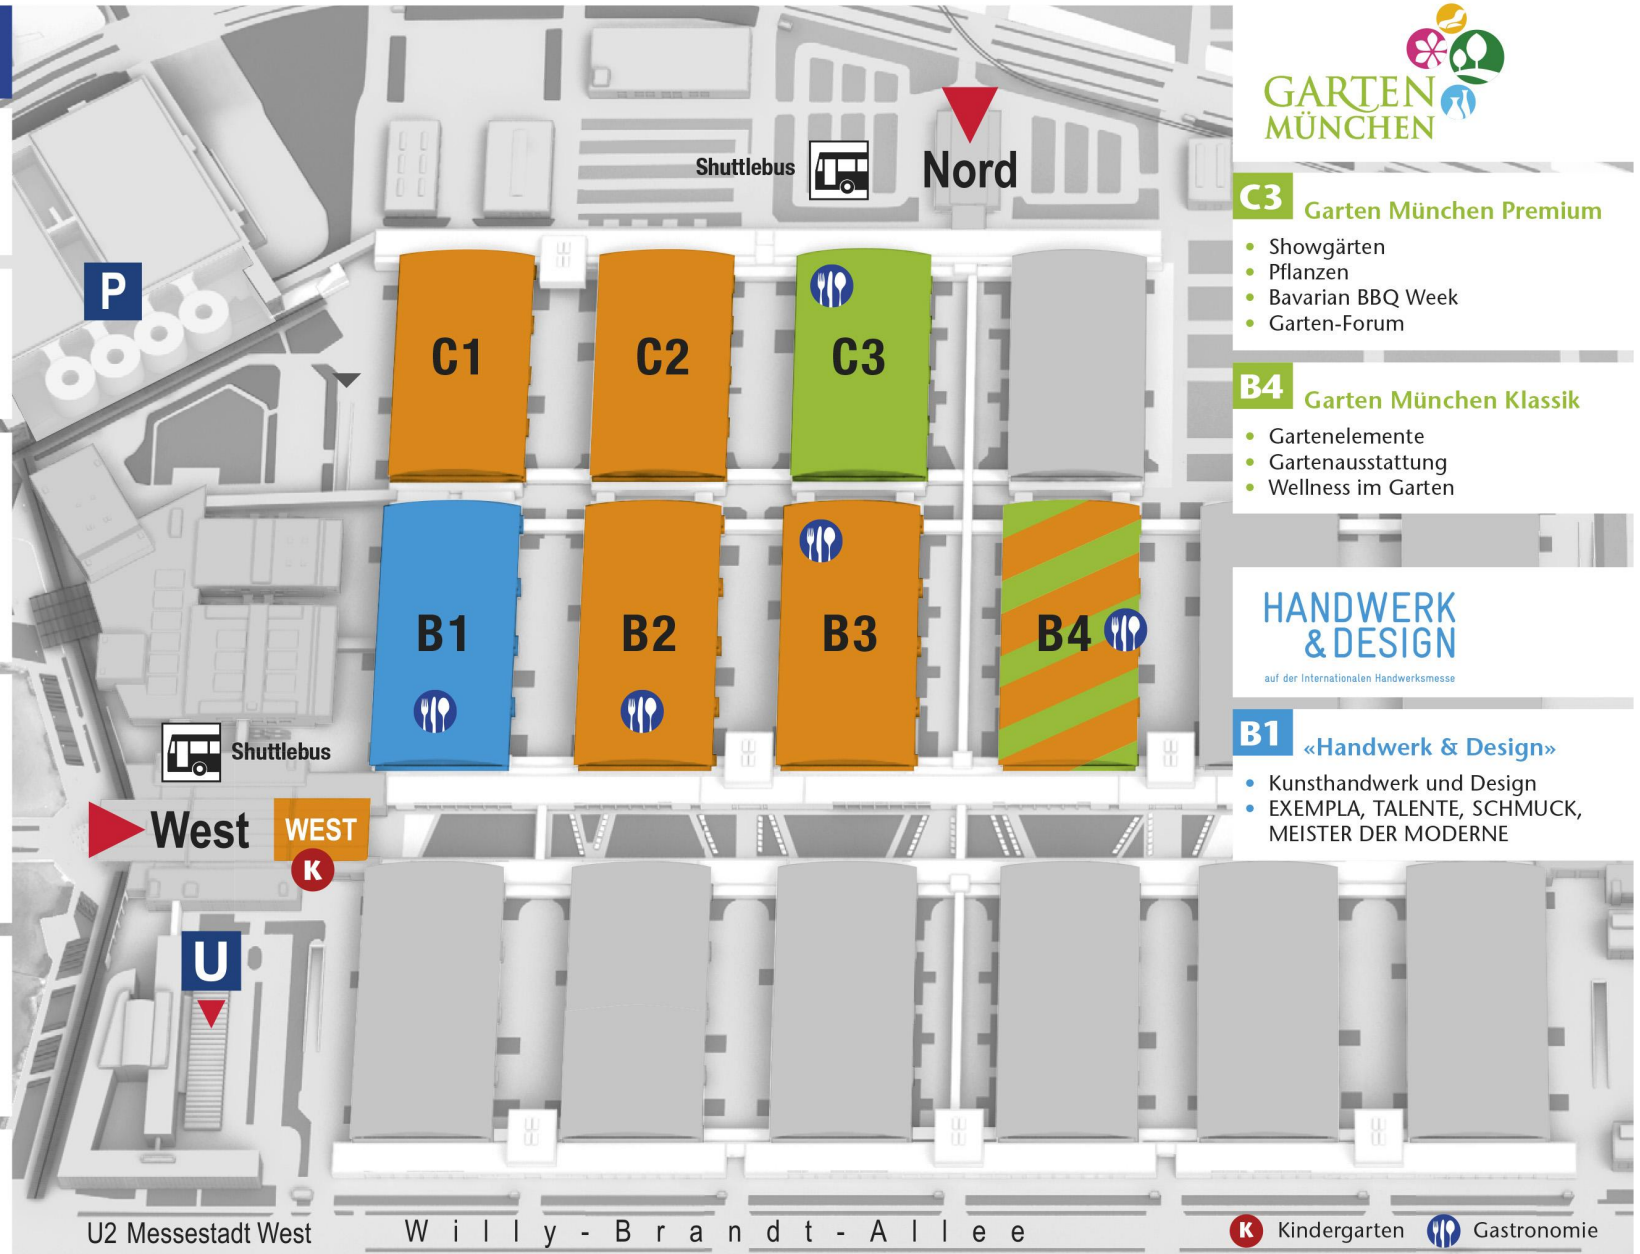 GARTEN
MÜNCHEN
Shuttlebus
Nord
C3 Garten München Premium
• Showgärten
• Pflanzen
• Bavarian BBQ Week
• Garten-Forum
P
C1
C2
C3
B4 Garten München Klassik
• Gartenelemente
• Gartenausstattung
• Wellness im Garten
HANDWERK
& DESIGN
auf der Internationalen Handwerksmesse
B1
B2
B3
B4
B1 «Handwerk & Design»
• Kunsthandwerk und Design
• EXEMPLA, TALENTE, SCHMUCK,
MEISTER DER MODERNE
Shuttlebus
West
WEST
K
U
U2 Messestadt West
Willy-Brandt-Allee
K Kindergarten
Gastronomie